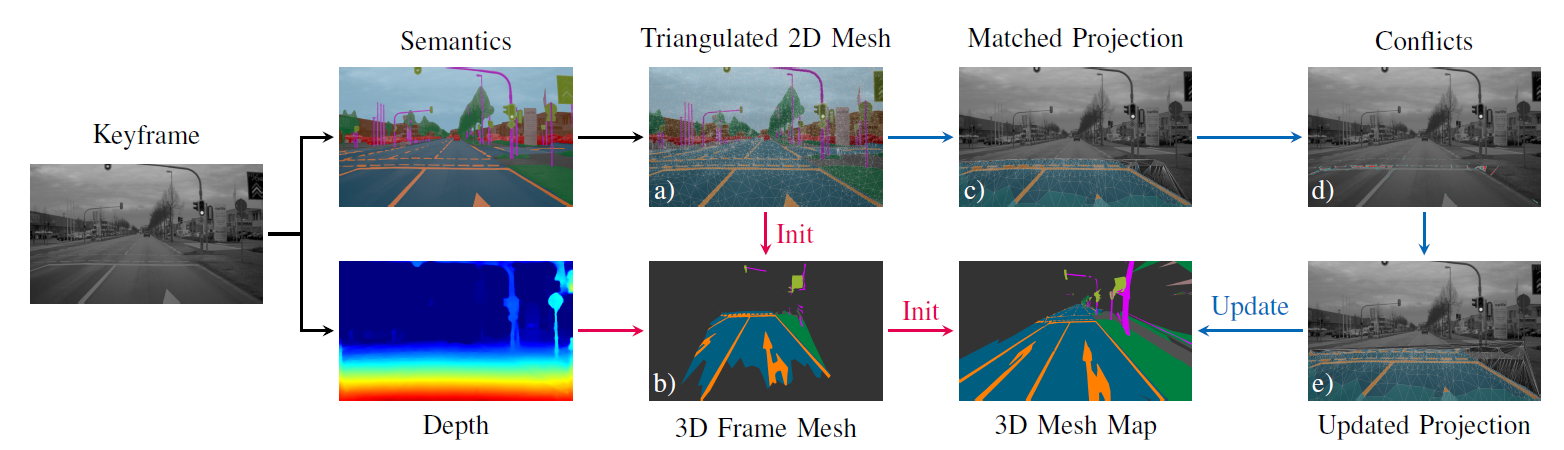 Semantics
Triangulated 2D Mesh
Matched Projection
Conflicts
Keyframe
a)
c)
d)
Init
Init
Update
b)
e)
Depth
3D Frame Mesh
3D Mesh Map
Updated Projection